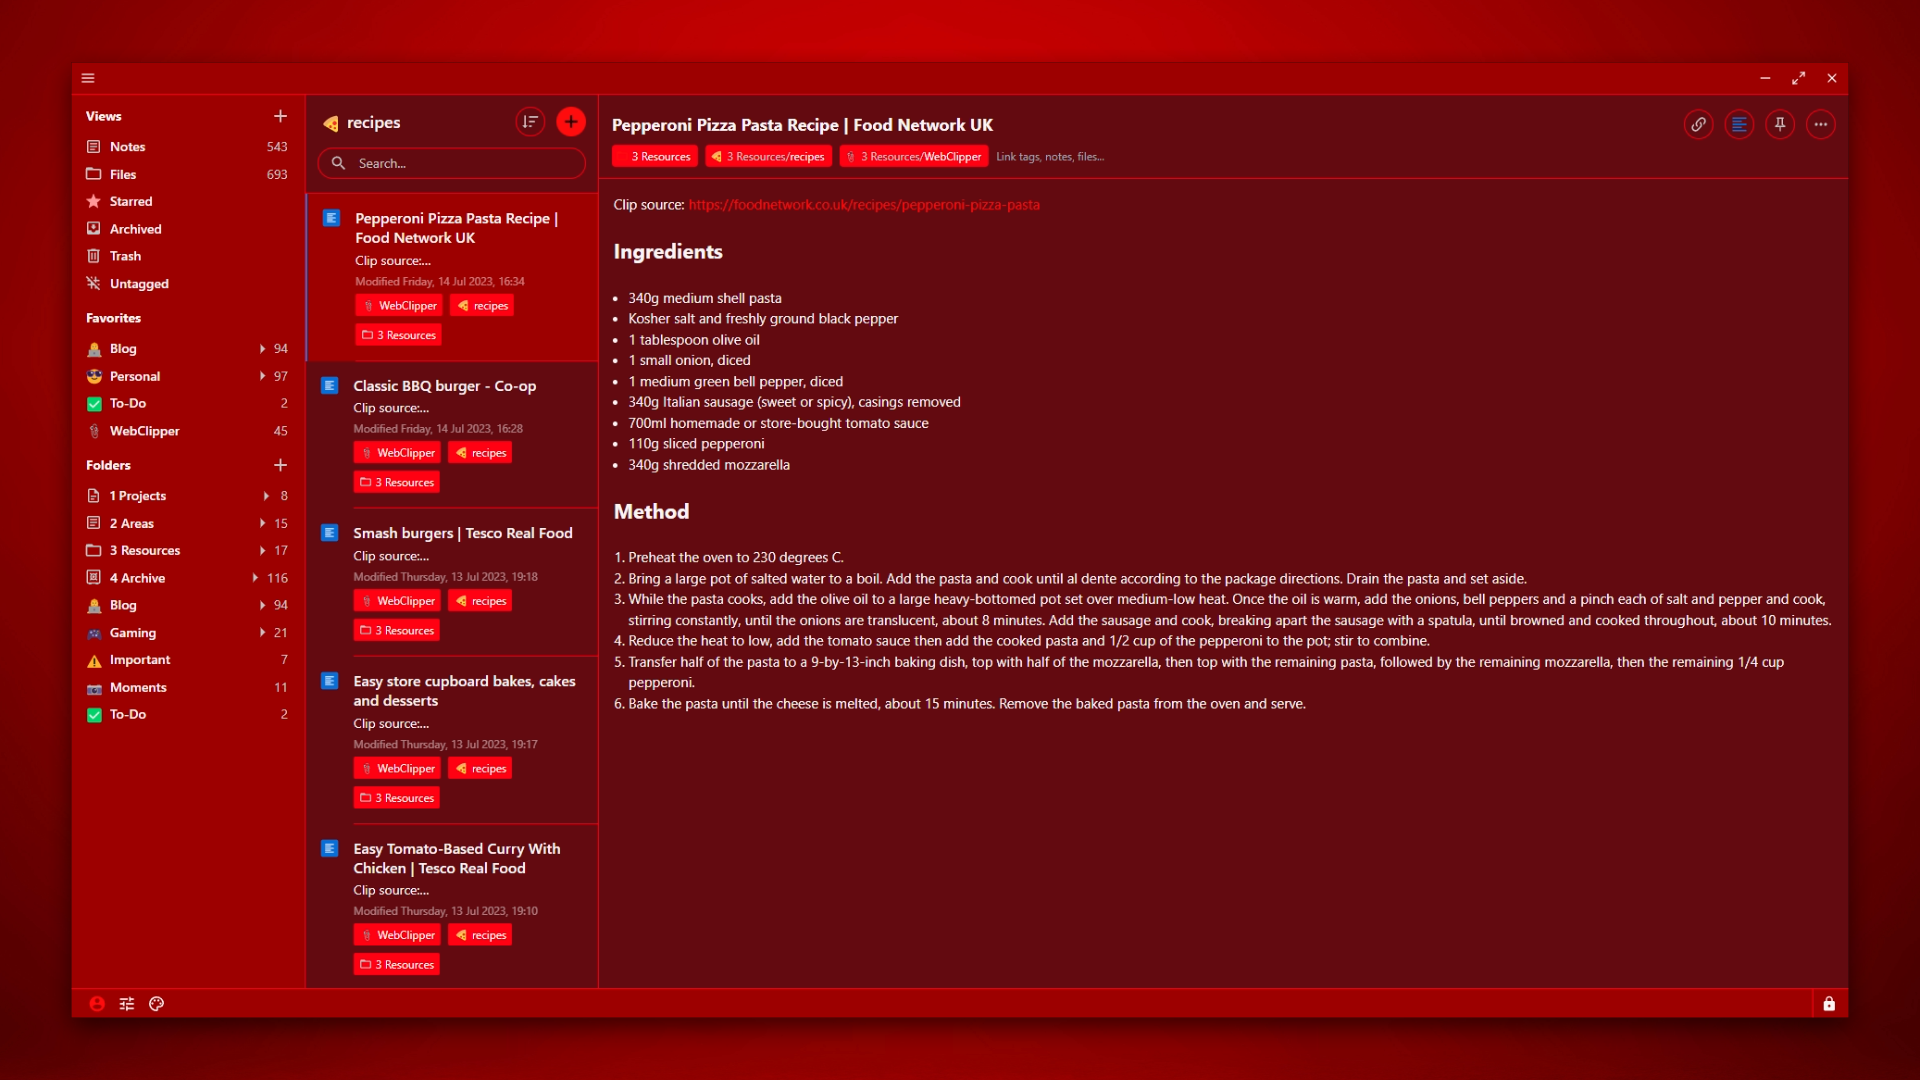 Views
Notes 543
Files 693
Starred
Archived
Trash
Untagged
Favorites
Blog 94
Personal 97
To-Do 2
WebClipper 45
Folders
1 Projects 8
2 Areas 15
3 Resources 17
4 Archive 116
Blog 94
Gaming 21
Important 7
Moments 11
To-Do 2
recipes
Search...
Pepperoni Pizza Pasta Recipe |
Food Network UK
Clip source:...
Modified Friday, 14 Jul 2023, 16:34
WebClipper recipes
3 Resources
Classic BBQ burger - Co-op
Clip source:...
Modified Friday, 14 Jul 2023, 16:28
WebClipper recipes
3 Resources
Smash burgers | Tesco Real Food
Clip source:...
Modified Thursday, 13 Jul 2023, 19:18
WebClipper recipes
3 Resources
Easy store cupboard bakes, cakes
and desserts
Clip source:...
Modified Thursday, 13 Jul 2023, 19:17
WebClipper recipes
3 Resources
Easy Tomato-Based Curry With
Chicken | Tesco Real Food
Clip source:...
Modified Thursday, 13 Jul 2023, 19:10
WebClipper recipes
3 Resources
Pepperoni Pizza Pasta Recipe | Food Network UK
3 Resources 3 Resources/recipes 3 Resources/WebClipper Link tags, notes, files...
Clip source: https://foodnetwork.co.uk/recipes/pepperoni-pizza-pasta
Ingredients
• 340g medium shell pasta
• Kosher salt and freshly ground black pepper
• 1 tablespoon olive oil
• 1 small onion, diced
• 1 medium green bell pepper, diced
• 340g Italian sausage (sweet or spicy), casings removed
• 700ml homemade or store-bought tomato sauce
• 110g sliced pepperoni
• 340g shredded mozzarella
Method
1. Preheat the oven to 230 degrees C.
2. Bring a large pot of salted water to a boil. Add the pasta and cook until al dente according to the package directions. Drain the pasta and set aside.
3. While the pasta cooks, add the olive oil to a large heavy-bottomed pot set over medium-low heat. Once the oil is warm, add the onions, bell peppers and a pinch each of salt and pepper and cook,
stirring constantly, until the onions are translucent, about 8 minutes. Add the sausage and cook, breaking apart the sausage with a spatula, until browned and cooked throughout, about 10 minutes.
4. Reduce the heat to low, add the tomato sauce then add the cooked pasta and 1/2 cup of the pepperoni to the pot; stir to combine.
5. Transfer half of the pasta to a 9-by-13-inch baking dish, top with half of the mozzarella, then top with the remaining pasta, followed by the remaining mozzarella, then the remaining 1/4 cup
pepperoni.
6. Bake the pasta until the cheese is melted, about 15 minutes. Remove the baked pasta from the oven and serve.